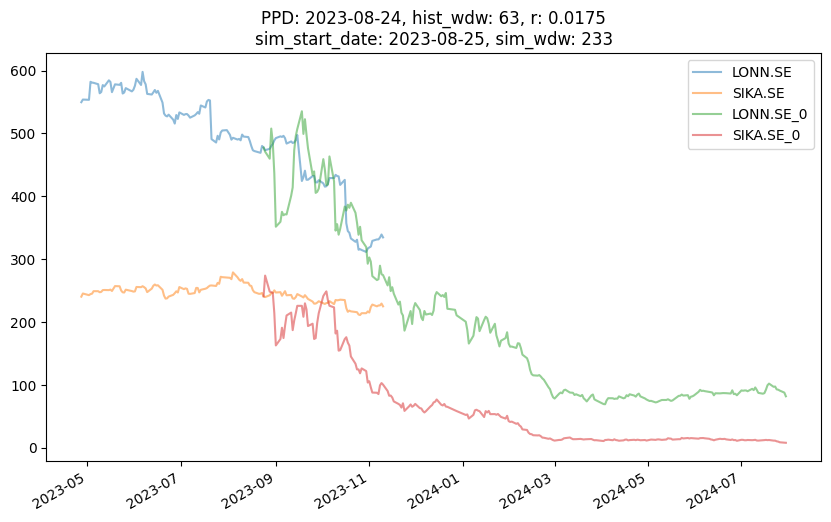 PPD: 2023-08-24, hist_wdw: 63, r: 0.0175
sim_start_date: 2023-08-25, sim_wdw: 233
LONN.SE
SIKA.SE
LONN.SE_0
SIKA.SE_0
600
500
400
300
200
100
0
2023-05
2023-07
2023-09
2023-11
2024-01
2024-03
2024-05
2024-07